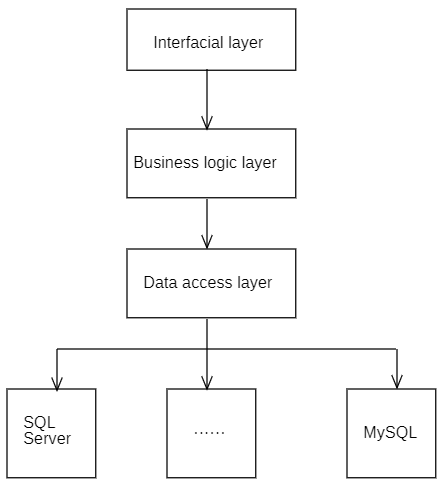 Interfacial layer
Business logic layer
Data access layer
SQL
Server
......
MySQL